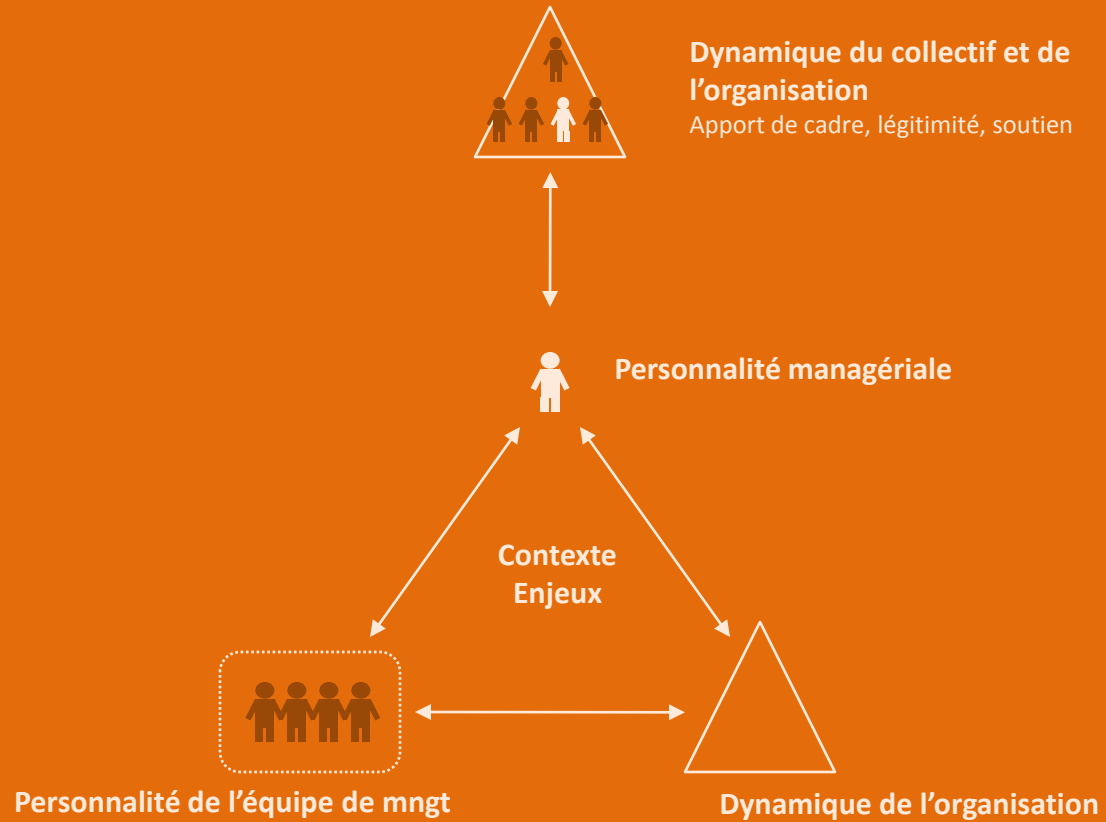 Dynamique du collectif et de
l’organisation
Apport de cadre, légitimité, soutien
Personnalité managériale
Contexte
Enjeux
Personnalité de l’équipe de mngt
Dynamique de l’organisation